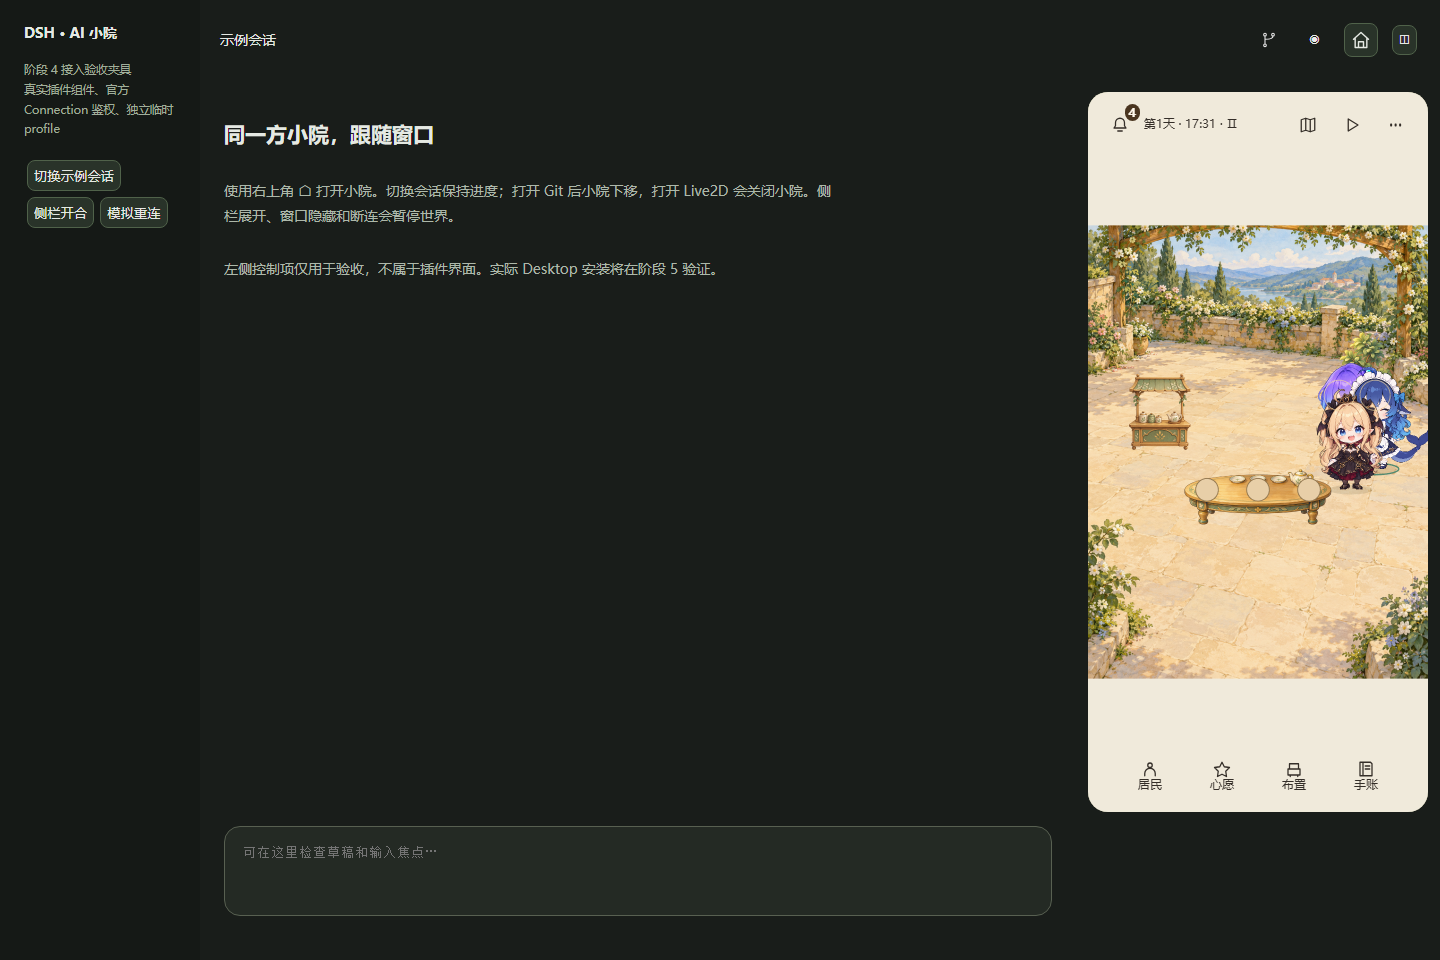 DSH • AI 小院
阶段 4 接入验收夹具
真实插件组件、官方
Connection 鉴权、独立临时
profile
切换示例会话
侧栏开合
模拟重连
示例会话
同一方小院，跟随窗口
使用右上角 ⌂ 打开小院。切换会话保持进度；打开 Git 后小院下移，打开 Live2D 会关闭小院。侧
栏展开、窗口隐藏和断连会暂停世界。
左侧控制项仅用于验收，不属于插件界面。实际 Desktop 安装将在阶段 5 验证。
可在这里检查草稿和输入焦点…
4
第1天 · 17:31 · Ⅱ
居民
心愿
布置
手账